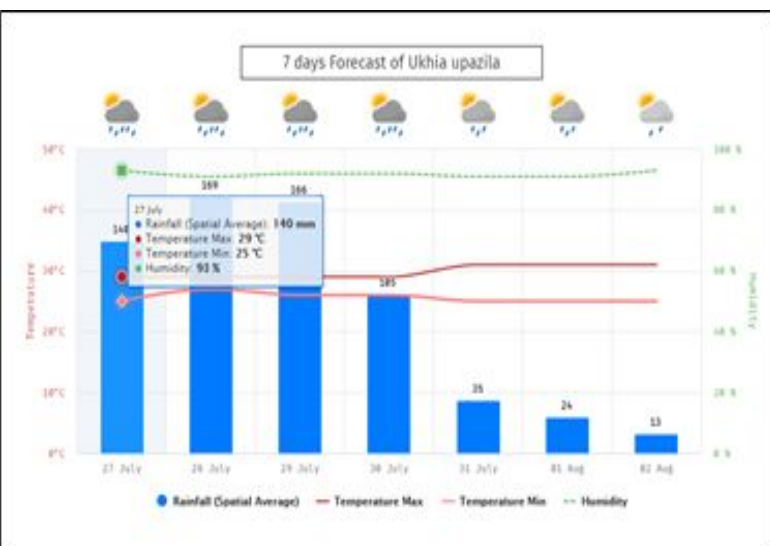 7 days Forecast of Ukhia upazila
50°C
100 %
169
166
40°C
80 %
27 July
Rainfall (Spatial Average): 140 mm
Temperature Max: 29 °C
Temperature Min: 25 °C
Humidity: 93 %
30°C
60 %
105
Temperature
Humidity
20°C
40 %
35
10°C
20 %
24
13
0°C
0 %
27 July 28 July 29 July 30 July 31 July 01 Aug 02 Aug
Rainfall (Spatial Average) Temperature Max Temperature Min Humidity